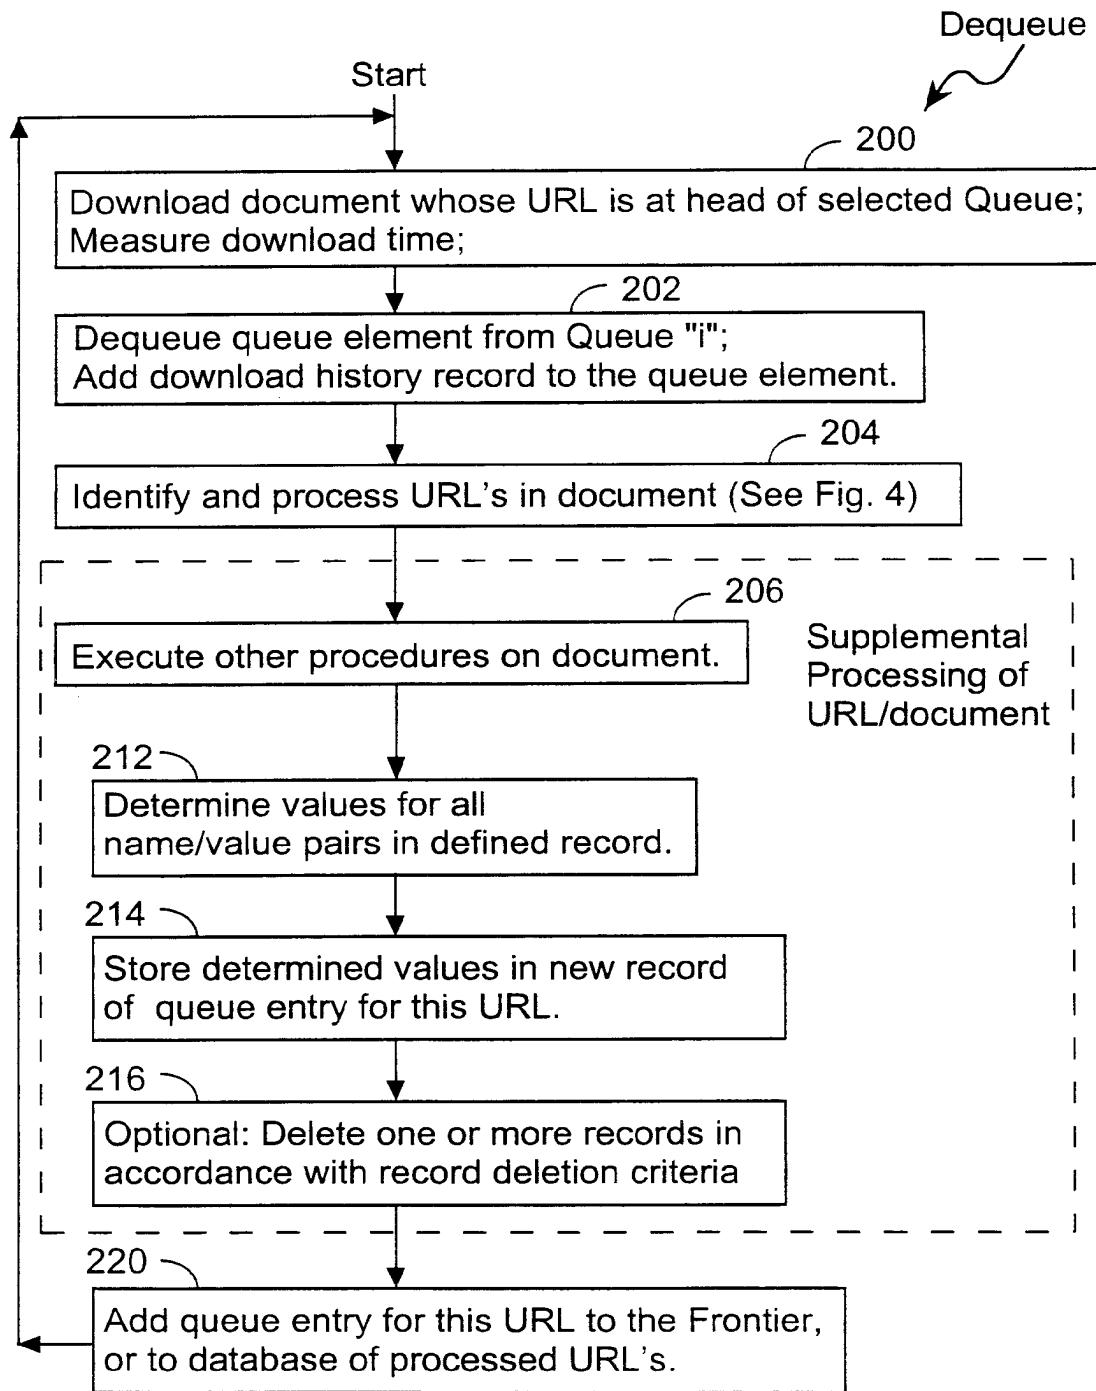 Dequeue
Start
200
Download document whose URL is at head of selected Queue;
Measure download time;
202
Dequeue queue element from Queue "i";
Add download history record to the queue element.
204
Identify and process URL's in document (See Fig. 4)
206
Execute other procedures on document.
Supplemental
Processing of
URL/document
212
Determine values for all
name/value pairs in defined record.
214
Store determined values in new record
of queue entry for this URL.
216
Optional: Delete one or more records in
accordance with record deletion criteria
220
Add queue entry for this URL to the Frontier,
or to database of processed URL's.